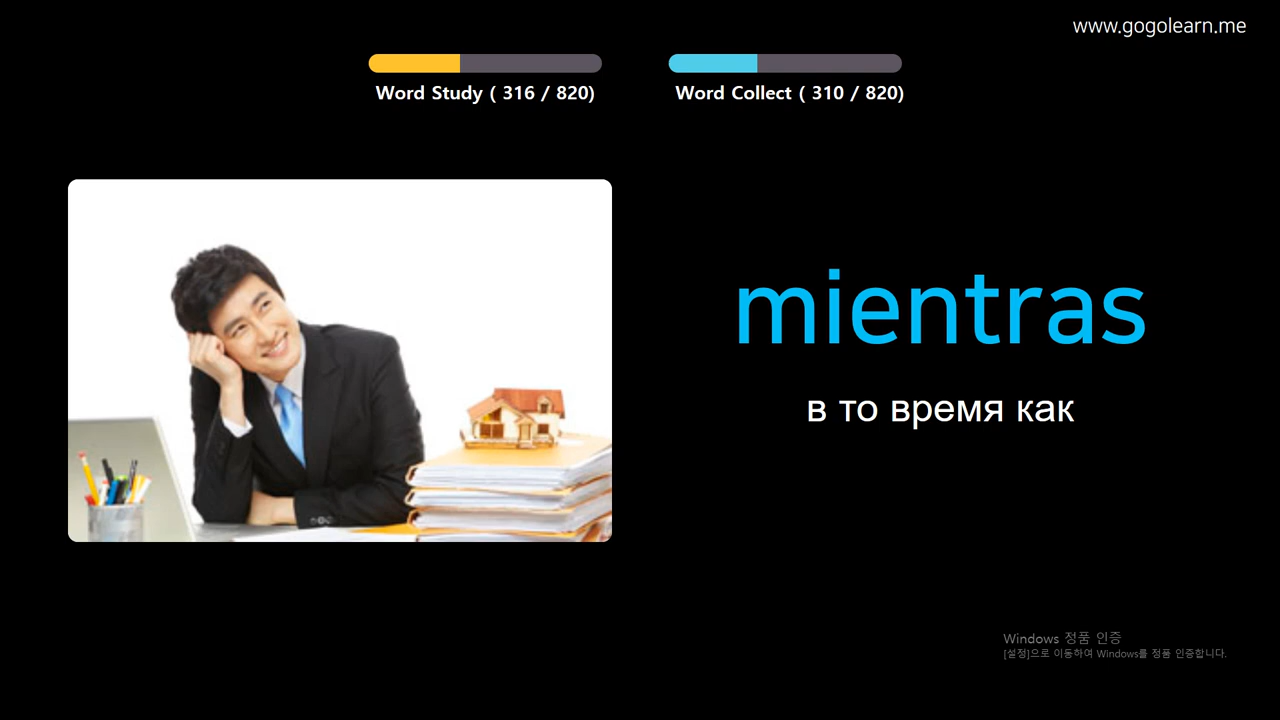 www.gogolearn.me
Word Study ( 316 / 820)
Word Collect ( 310 / 820)
mientras
в то время как
Windows 정품 인증
[설정]으로 이동하여 Windows를 정품 인증합니다.